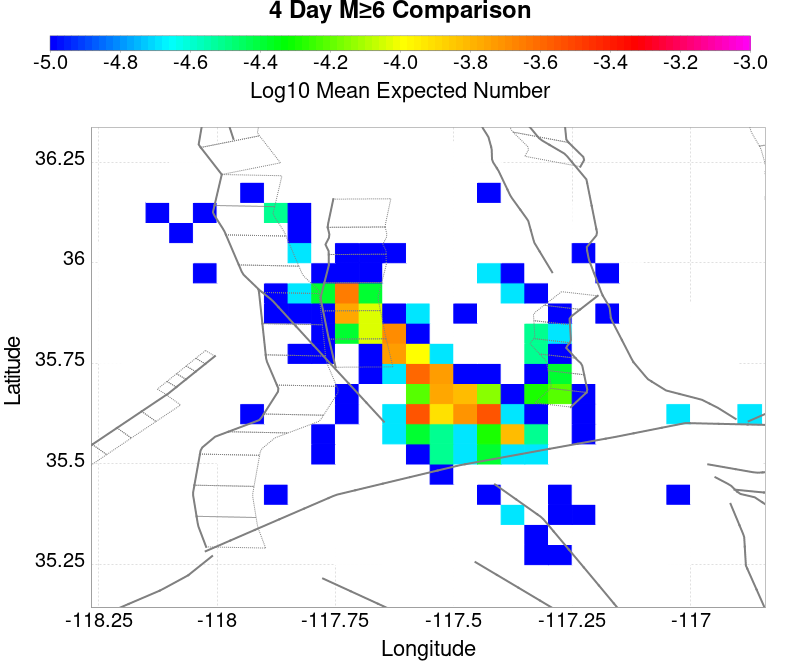 4 Day M≥6 Comparison
-5.0 -4.8 -4.6 -4.4 -4.2 -4.0 -3.8 -3.6 -3.4 -3.2 -3.0
Log10 Mean Expected Number
36.25
36
35.75
35.5
35.25
Latitude
-118.25 -118 -117.75 -117.5 -117.25 -117
Longitude